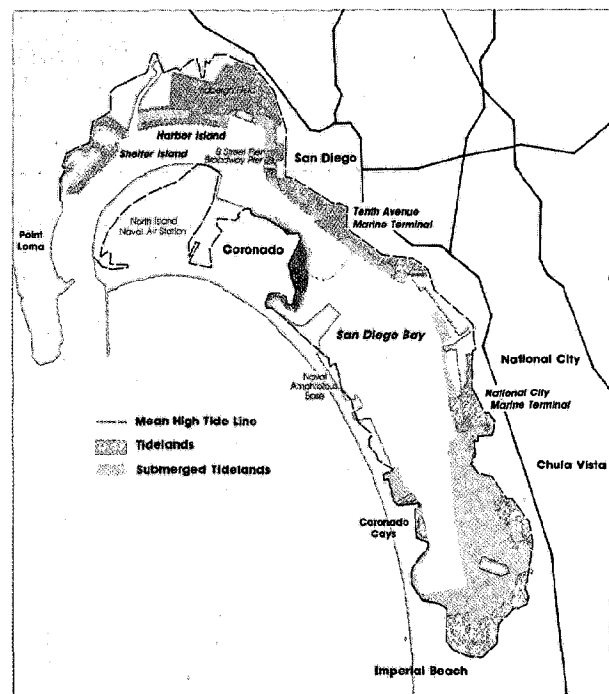 Harbor Island
Shelter Island
B Street Pier
Broadway Pier
San Diego
Tenth Avenue
Marine Terminal
Point
Loma
North Island
Naval Air Station
Coronado
San Diego Bay
National City
Naval
Amphibious
Base
National City
Marine Terminal
Mean High Tide Line
Tidelands
Submerged Tidelands
Chula Vista
Coronado
Cays
Imperial Beach